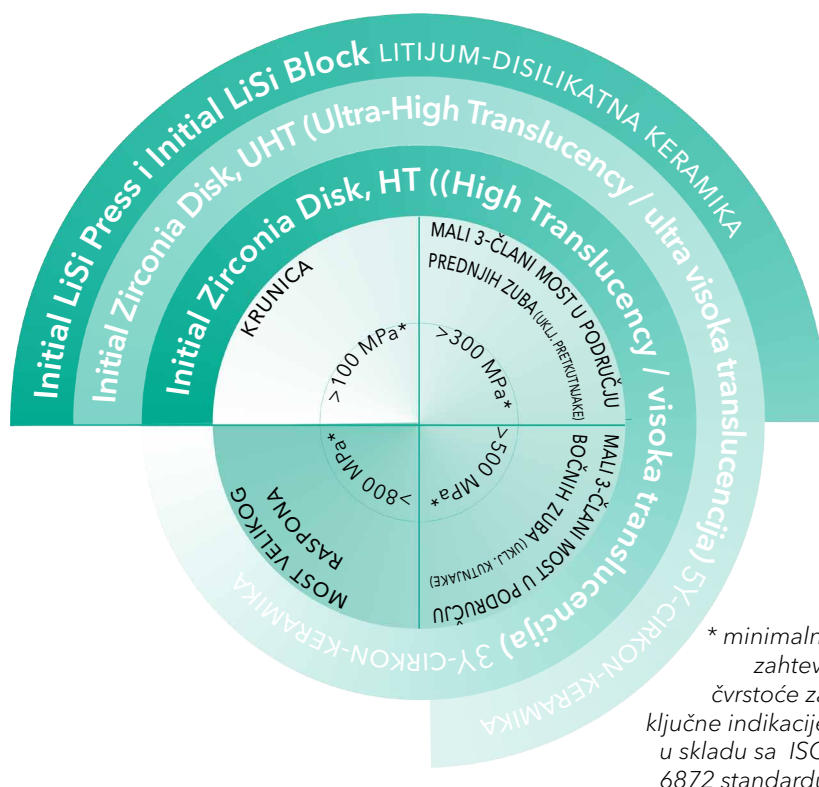 Initial LiSi Press i Initial LiSi Block LITIJUM-DISILIKATNA KERAMIKA
Initial Zirconia Disk, UHT (Ultra-High Translucency / ultra visoka translucencija) 5Y-CIRKON-KERAMIKA
Initial Zirconia Disk, HT ((High Translucency / visoka translucencija) 3Y-CIRKON-KERAMIKA
KRUNICA
>100 MPa*
MALI 3-ČLANI MOST U PODRUČJU
PREDNJIH ZUBA (UKLJ. PRETKUTNJAKE)
>300 MPa*
MALI 3-ČLANI MOST U PODRUČJU
BOČNIH ZUBA (UKLJ. KUTNJAKE)
>500 MPa*
MOST VELIKOG
RASPONA
>800 MPa*
* minimaln
zahtev
čvrstoće za
ključne indikacije
u skladu sa ISO
6872 standardu